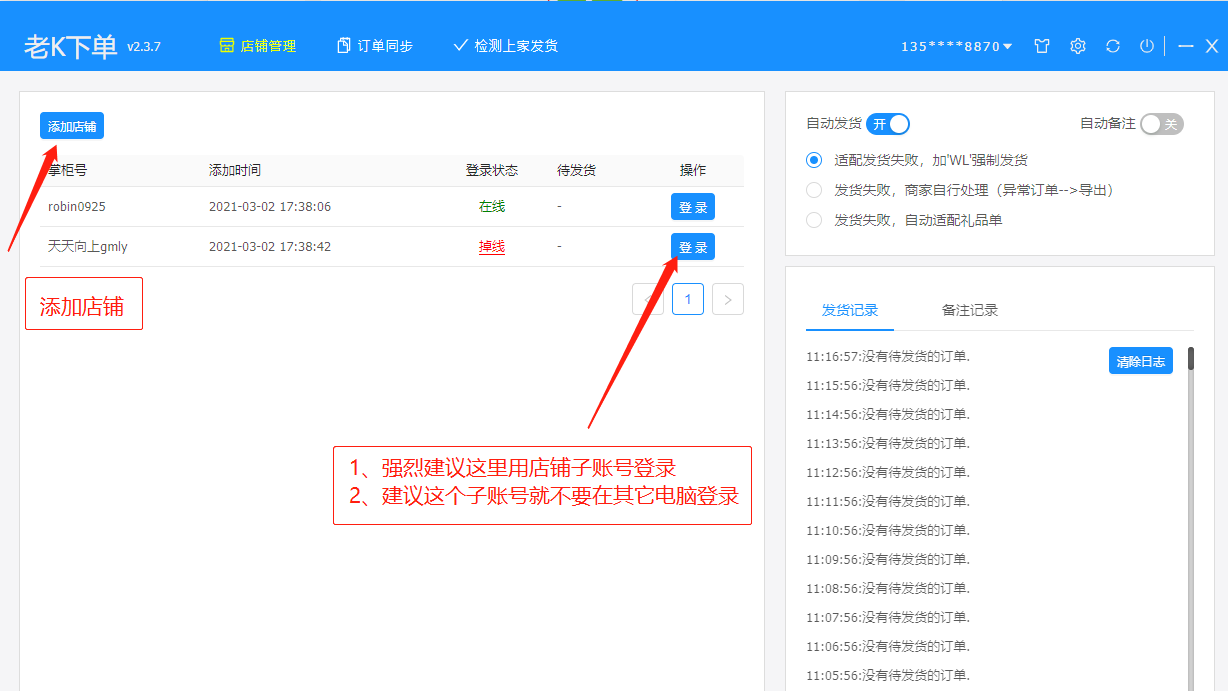 老K下单 v2.3.7 店铺管理 订单同步 检测上家发货 135****8870
添加店铺
掌柜号 添加时间 登录状态 待发货 操作
robin0925 2021-03-02 17:38:06 在线 - 登 录
天天向上gmly 2021-03-02 17:38:42 掉线 - 登 录
1
添加店铺
1、强烈建议这里用店铺子账号登录
2、建议这个子账号就不要在其它电脑登录
自动发货 开 自动备注 关
适配发货失败，加'WL'强制发货
发货失败，商家自行处理（异常订单-->导出）
发货失败，自动适配礼品单
发货记录 备注记录
清除日志
11:16:57:没有待发货的订单.
11:15:56:没有待发货的订单.
11:14:56:没有待发货的订单.
11:13:56:没有待发货的订单.
11:12:56:没有待发货的订单.
11:11:56:没有待发货的订单.
11:10:56:没有待发货的订单.
11:09:56:没有待发货的订单.
11:08:56:没有待发货的订单.
11:07:56:没有待发货的订单.
11:06:56:没有待发货的订单.
11:05:56:没有待发货的订单.